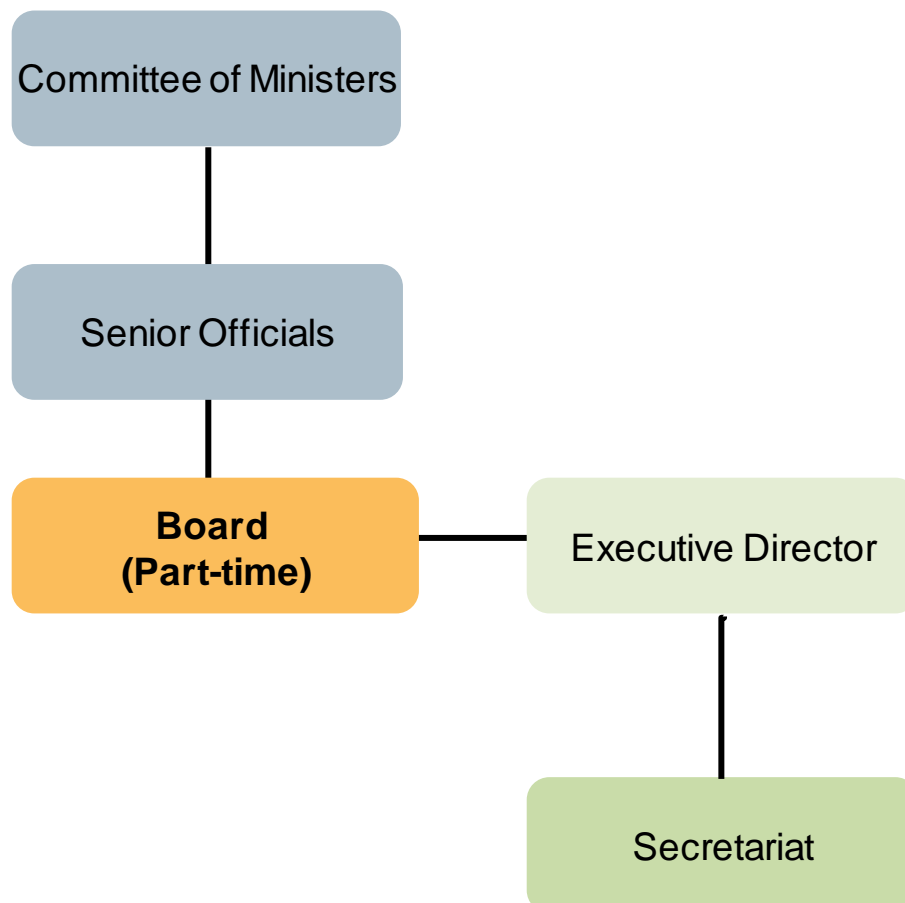 Committee of Ministers
Senior Officials
Board
(Part-time)
Executive Director
Secretariat